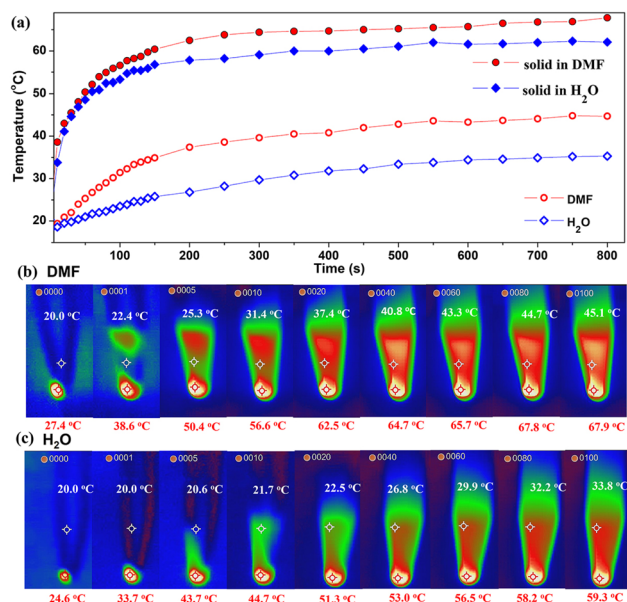 (a)
Temperature (°C)
60
50
40
30
20
solid in DMF
solid in H2O
DMF
H2O
0 100 200 300 400 500 600 700 800
Time (s)
(b) DMF
0000 0001 0005 0010 0020 0040 0060 0080 0100
20.0 °C 22.4 °C 25.3 °C 31.4 °C 37.4 °C 40.8 °C 43.3 °C 44.7 °C 45.1 °C
27.4 °C 38.6 °C 50.4 °C 56.6 °C 62.5 °C 64.7 °C 65.7 °C 67.8 °C 67.9 °C
(c) H2O
0000 0001 0005 0010 0020 0040 0060 0080 0100
20.0 °C 20.0 °C 20.6 °C 21.7 °C 22.5 °C 26.8 °C 29.9 °C 32.2 °C 33.8 °C
24.6 °C 33.7 °C 43.7 °C 44.7 °C 51.3 °C 53.0 °C 56.5 °C 58.2 °C 59.3 °C